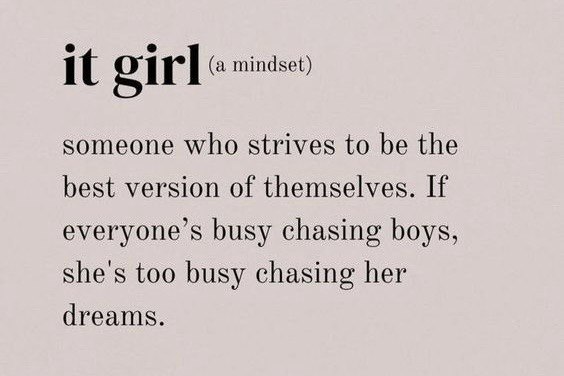 it girl (a mindset)
someone who strives to be the
best version of themselves. If
everyone’s busy chasing boys,
she's too busy chasing her
dreams.